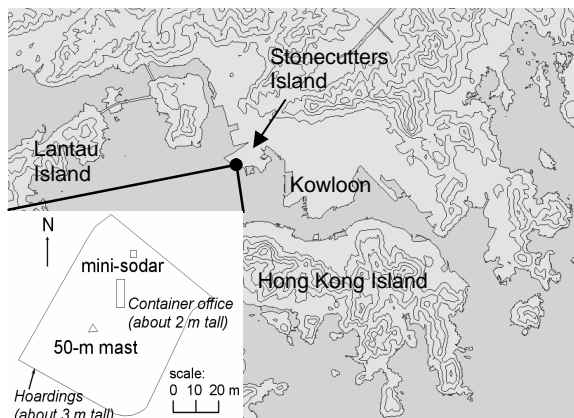 Stonecutters
Island
Lantau
Island
Kowloon
Hong Kong Island
N
mini-sodar
Container office
(about 2 m tall)
50-m mast
scale:
0 10 20 m
Hoardings
(about 3 m tall)